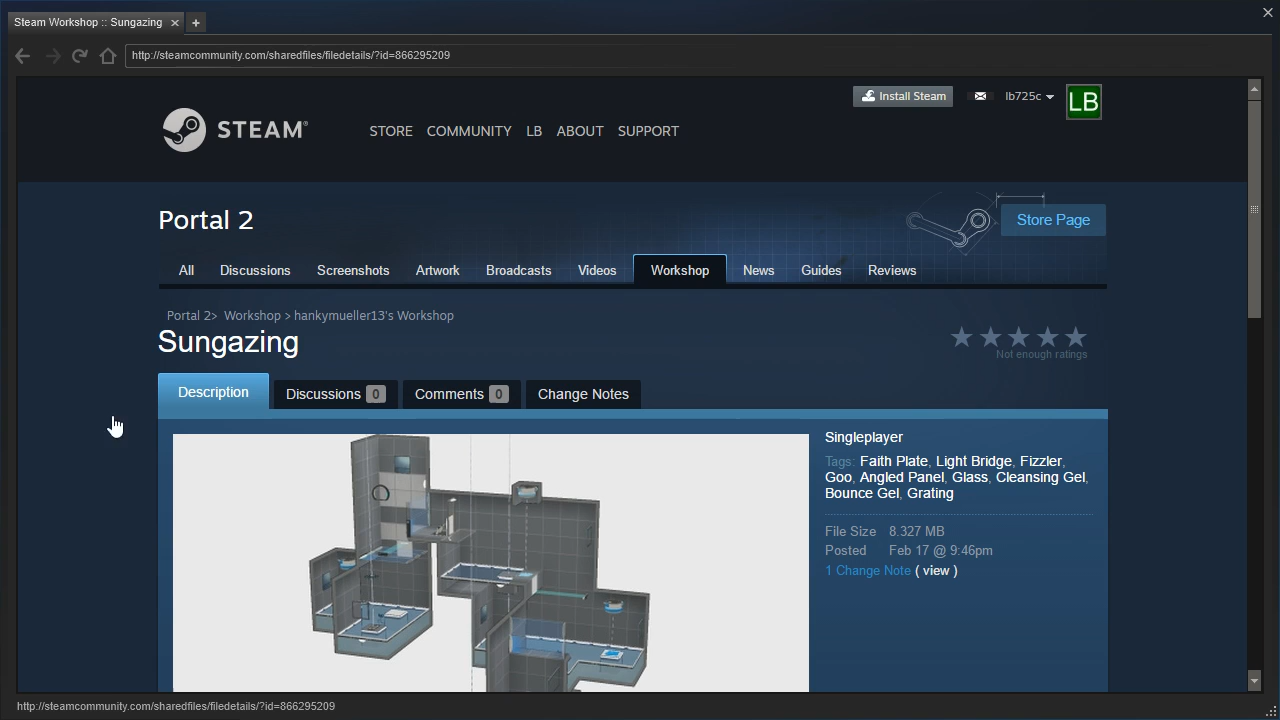 Steam Workshop :: Sungazing
http://steamcommunity.com/sharedfiles/filedetails/?id=866295209
Install Steam
lb725c
LB
STEAM®
STORE COMMUNITY LB ABOUT SUPPORT
Portal 2
Store Page
All Discussions Screenshots Artwork Broadcasts Videos Workshop News Guides Reviews
Portal 2> Workshop > hankymueller13's Workshop
Sungazing
Not enough ratings
Description Discussions 0 Comments 0 Change Notes
Singleplayer
Tags: Faith Plate, Light Bridge, Fizzler,
Goo, Angled Panel, Glass, Cleansing Gel,
Bounce Gel, Grating
File Size 8.327 MB
Posted Feb 17 @ 9:46pm
1 Change Note ( view )
http://steamcommunity.com/sharedfiles/filedetails/?id=866295209